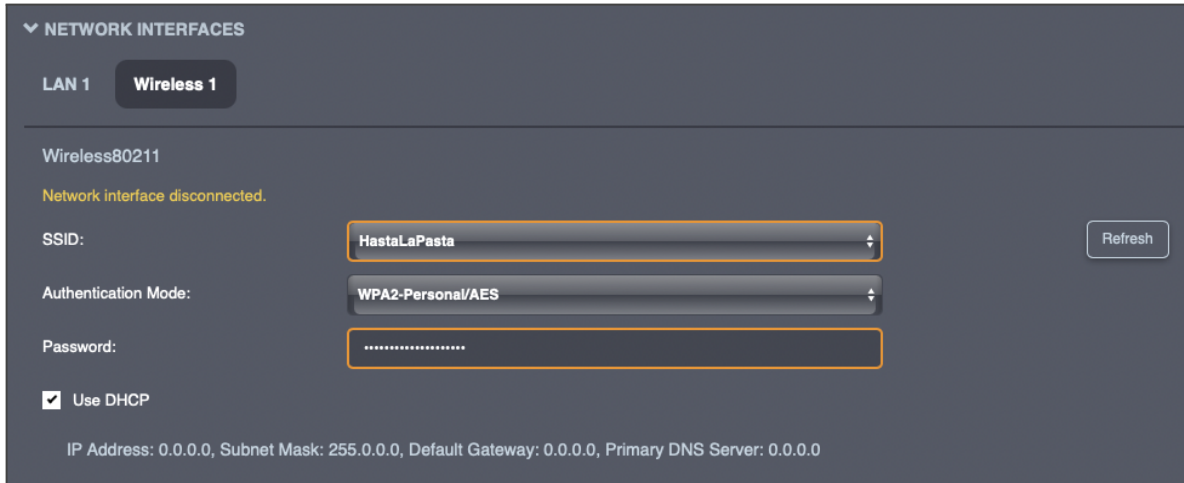 NETWORK INTERFACES
LAN 1 Wireless 1
Wireless80211
Network interface disconnected.
SSID: HastaLaPasta Refresh
Authentication Mode: WPA2-Personal/AES
Password: ••••••••••••••••••••
Use DHCP
IP Address: 0.0.0.0, Subnet Mask: 255.0.0.0, Default Gateway: 0.0.0.0, Primary DNS Server: 0.0.0.0